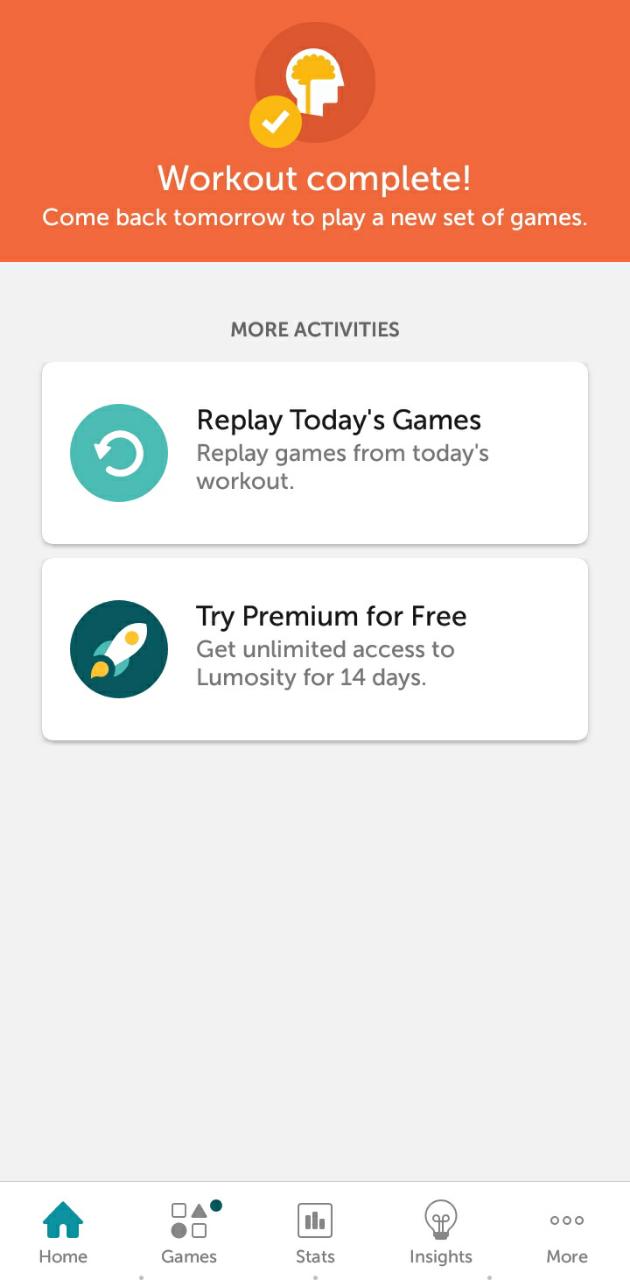 Workout complete!
Come back tomorrow to play a new set of games.
MORE ACTIVITIES
Replay Today's Games
Replay games from today's
workout.
Try Premium for Free
Get unlimited access to
Lumosity for 14 days.
Home
Games
Stats
Insights
More